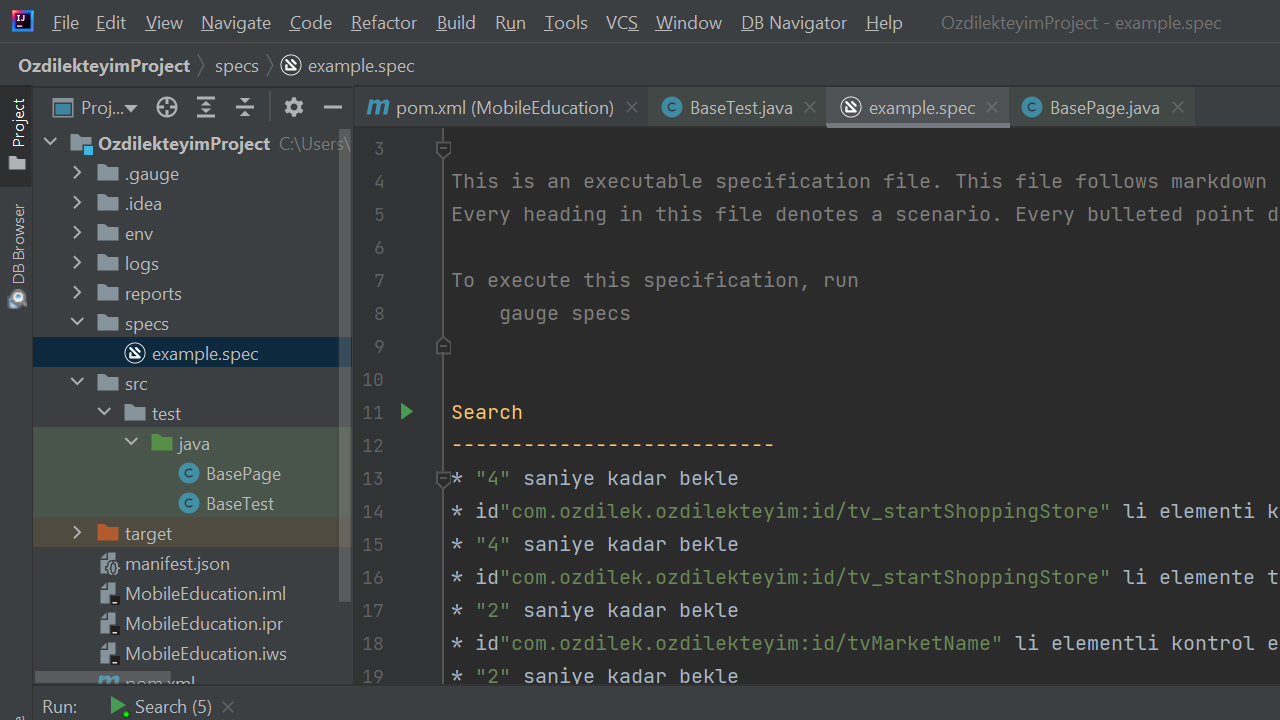 File Edit View Navigate Code Refactor Build Run Tools VCS Window DB Navigator Help OzdilekteyimProject - example.spec
OzdilekteyimProject specs example.spec
Project
DB Browser
Proj...
OzdilekteyimProject C:\Users\
.gauge
.idea
env
logs
reports
specs
example.spec
src
test
java
BasePage
BaseTest
target
manifest.json
MobileEducation.iml
MobileEducation.ipr
MobileEducation.iws
pom.xml
pom.xml (MobileEducation) BaseTest.java example.spec BasePage.java
3
4 This is an executable specification file. This file follows markdown
5 Every heading in this file denotes a scenario. Every bulleted point d
6
7 To execute this specification, run
8 gauge specs
9
10
11 Search
12 ---------------------------
13 * "4" saniye kadar bekle
14 * id"com.ozdilek.ozdilekteyim:id/tv_startShoppingStore" li elementi k
15 * "4" saniye kadar bekle
16 * id"com.ozdilek.ozdilekteyim:id/tv_startShoppingStore" li elemente t
17 * "2" saniye kadar bekle
18 * id"com.ozdilek.ozdilekteyim:id/tvMarketName" li elementli kontrol e
19 * "2" saniye kadar bekle
Run: Search (5)